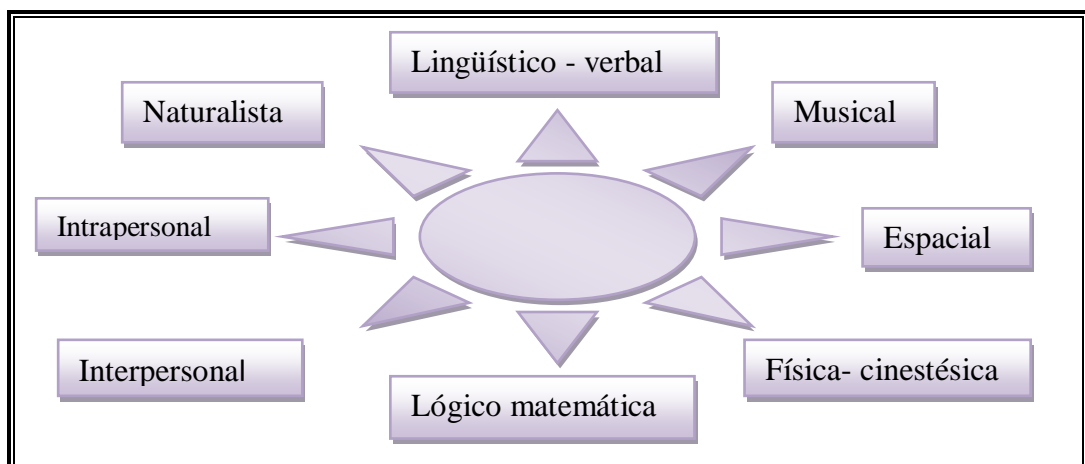 Lingüístico - verbal
Naturalista
Musical
Intrapersonal
Espacial
Interpersonal
Física- cinestésica
Lógico matemática